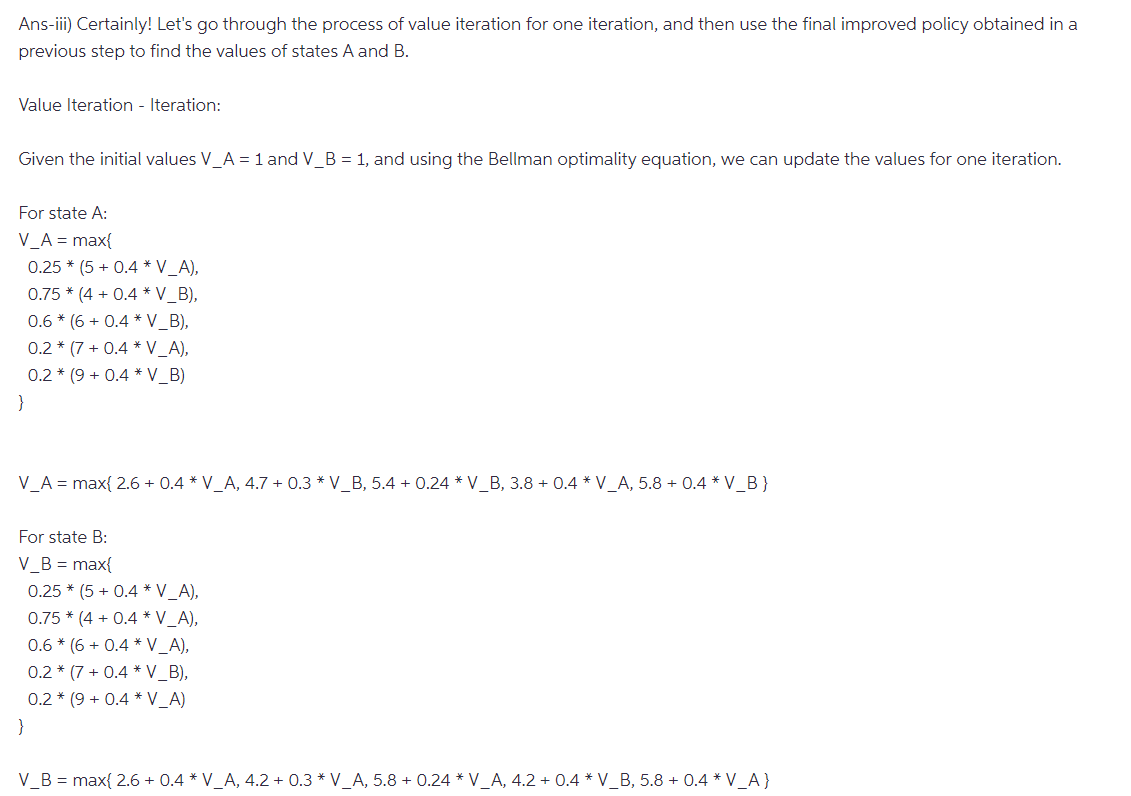 Ans-iii) Certainly! Let's go through the process of value iteration for one iteration, and then use the final improved policy obtained in a
previous step to find the values of states A and B.
Value Iteration - Iteration:
Given the initial values V_A = 1 and V_B = 1, and using the Bellman optimality equation, we can update the values for one iteration.
For state A:
V_A = max{
0.25 * (5 + 0.4 * V_A),
0.75 * (4 + 0.4 * V_B),
0.6 * (6 + 0.4 * V_B),
0.2 * (7 + 0.4 * V_A),
0.2 * (9 + 0.4 * V_B)
}
V_A = max{ 2.6 + 0.4 * V_A, 4.7 + 0.3 * V_B, 5.4 + 0.24 * V_B, 3.8 + 0.4 * V_A, 5.8 + 0.4 * V_B }
For state B:
V_B = max{
0.25 * (5 + 0.4 * V_A),
0.75 * (4 + 0.4 * V_A),
0.6 * (6 + 0.4 * V_A),
0.2 * (7 + 0.4 * V_B),
0.2 * (9 + 0.4 * V_A)
}
V_B = max{ 2.6 + 0.4 * V_A, 4.2 + 0.3 * V_A, 5.8 + 0.24 * V_A, 4.2 + 0.4 * V_B, 5.8 + 0.4 * V_A }